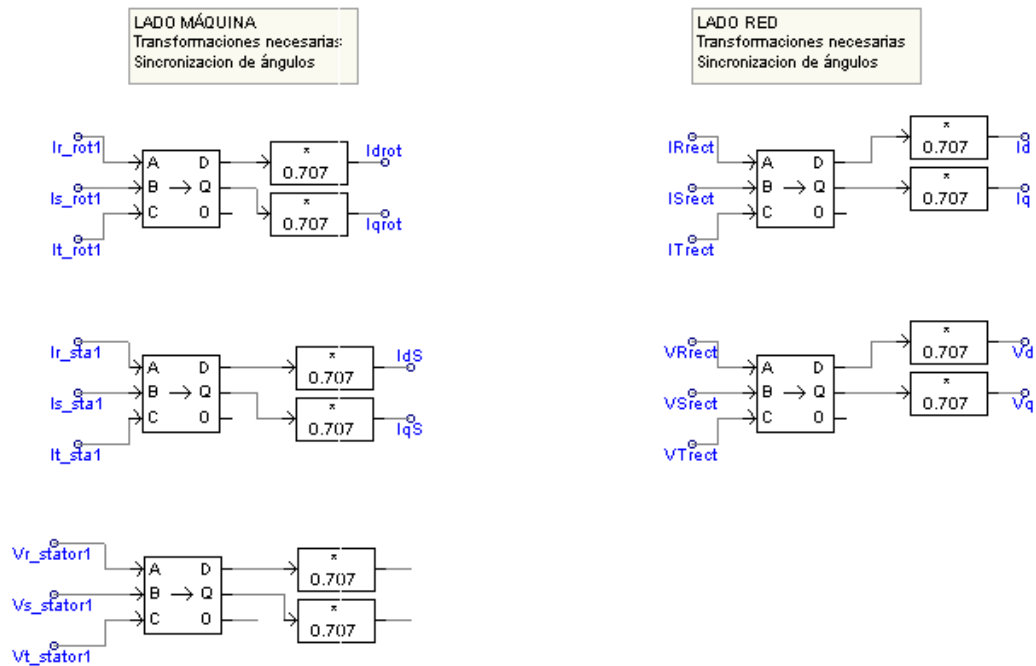 LADO MÁQUINA
Transformaciones necesarias:
Sincronizacion de ángulos
LADO RED
Transformaciones necesarias
Sincronización de ángulos
Ir_rot1
Is_rot1
It_rot1
A D
B → Q
C 0
*
0.707
*
0.707
Idrot
Iqrot
IRrect
ISrect
ITrect
A D
B → Q
C 0
*
0.707
*
0.707
Id
Iq
Ir_sta1
Is_sta1
It_sta1
A D
B → Q
C 0
*
0.707
*
0.707
IdS
IqS
VRrect
VSrect
VTrect
A D
B → Q
C 0
*
0.707
*
0.707
Vd
Vq
Vr_stator1
Vs_stator1
Vt_stator1
A D
B → Q
C 0
*
0.707
*
0.707